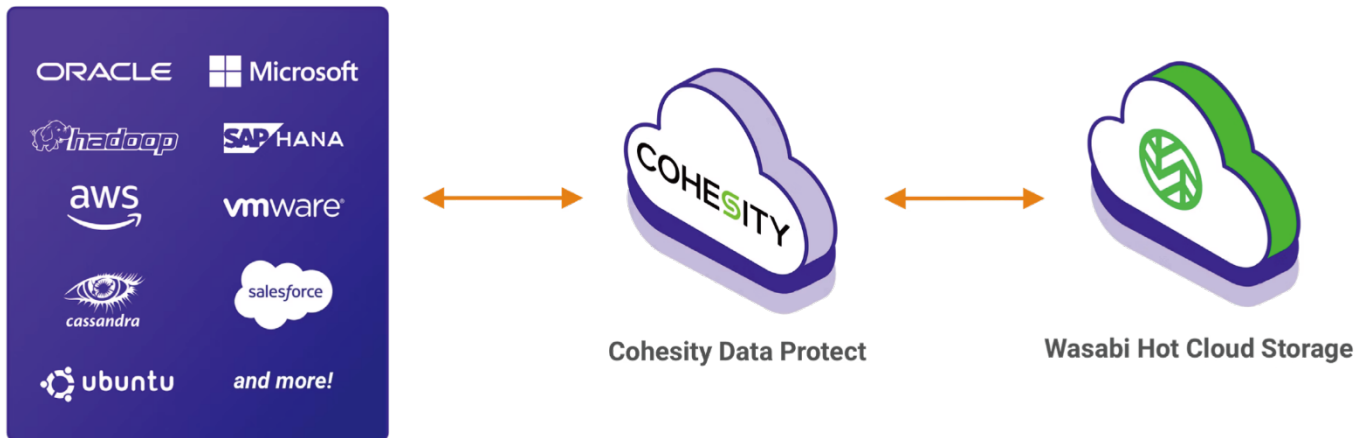 ORACLE Microsoft
hadoop SAP HANA
aws vmware®
cassandra salesforce
ubuntu and more!
COHESITY
Cohesity Data Protect
Wasabi Hot Cloud Storage